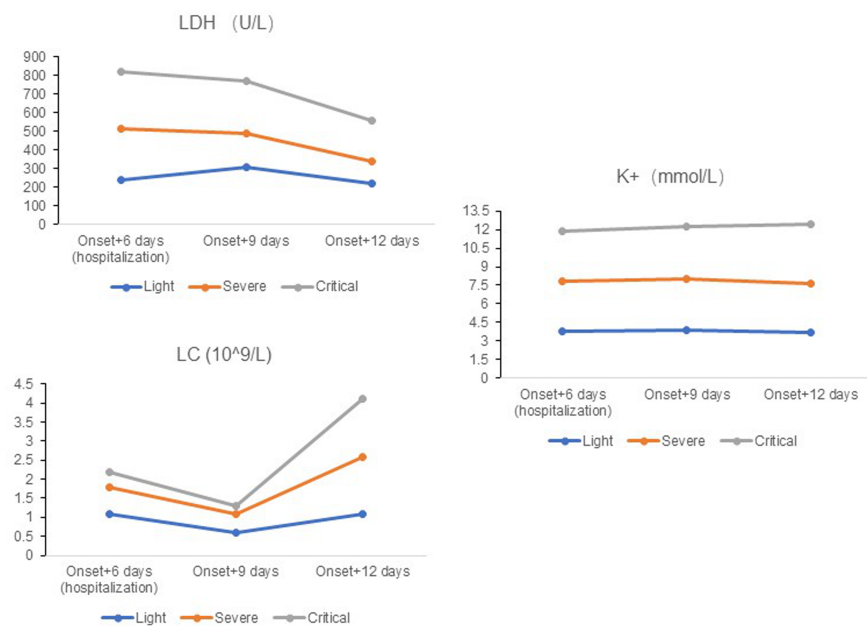 LDH （U/L）
900
800
700
600
500
400
300
200
100
0
Onset+6 days Onset+9 days Onset+12 days
(hospitalization)
Light Severe Critical
K+（mmol/L）
13.5
12
10.5
9
7.5
6
4.5
3
1.5
0
Onset+6 days Onset+9 days Onset+12 days
(hospitalization)
Light Severe Critical
LC (10^9/L)
4.5
4
3.5
3
2.5
2
1.5
1
0.5
0
Onset+6 days Onset+9 days Onset+12 days
(hospitalization)
Light Severe Critical